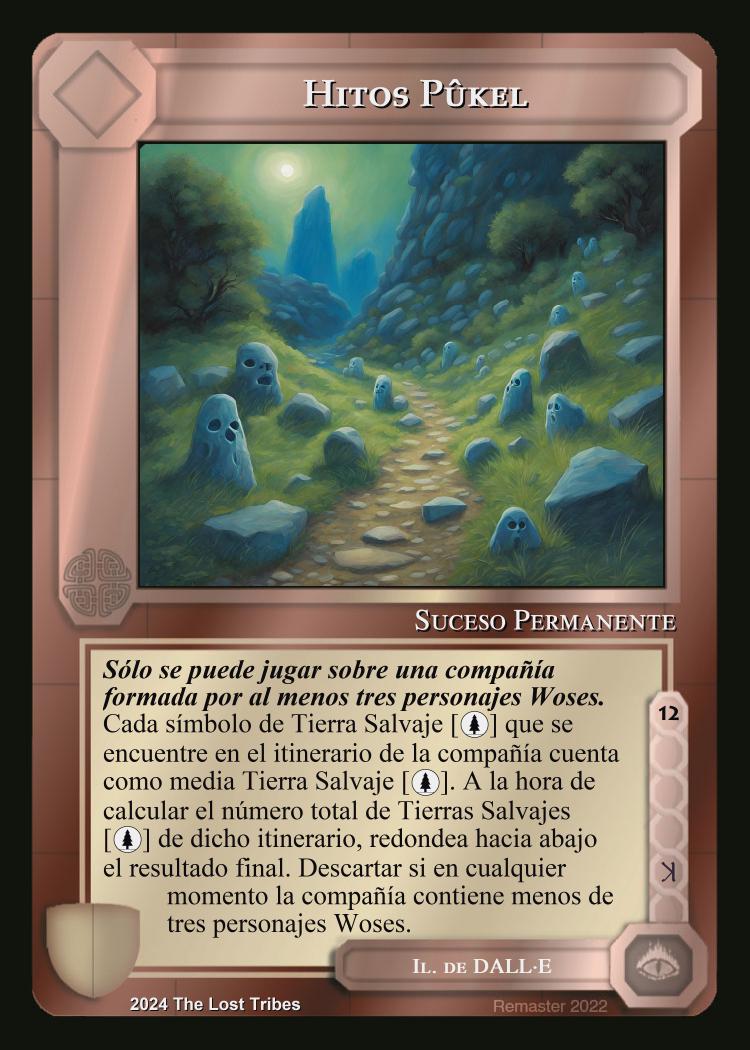 Hitos Pûkel
Suceso Permanente
Sólo se puede jugar sobre una compañía
formada por al menos tres personajes Woses.
Cada símbolo de Tierra Salvaje [] que se
encuentre en el itinerario de la compañía cuenta
como media Tierra Salvaje []. A la hora de
calcular el número total de Tierras Salvajes
[] de dicho itinerario, redondea hacia abajo
el resultado final. Descartar si en cualquier
momento la compañía contiene menos de
tres personajes Woses.
12
Il. de DALL·E
2024 The Lost Tribes
Remaster 2022